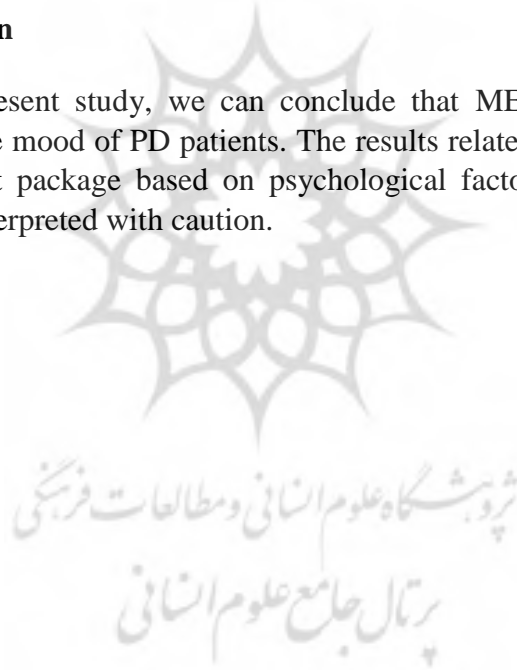 n
esent study, we can conclude that ME
e mood of PD patients. The results relate
t package based on psychological facto
erpreted with caution.
پژوهشگاه علوم انسانی و مطالعات فرهنگی
پرتال جامع علوم انسانی